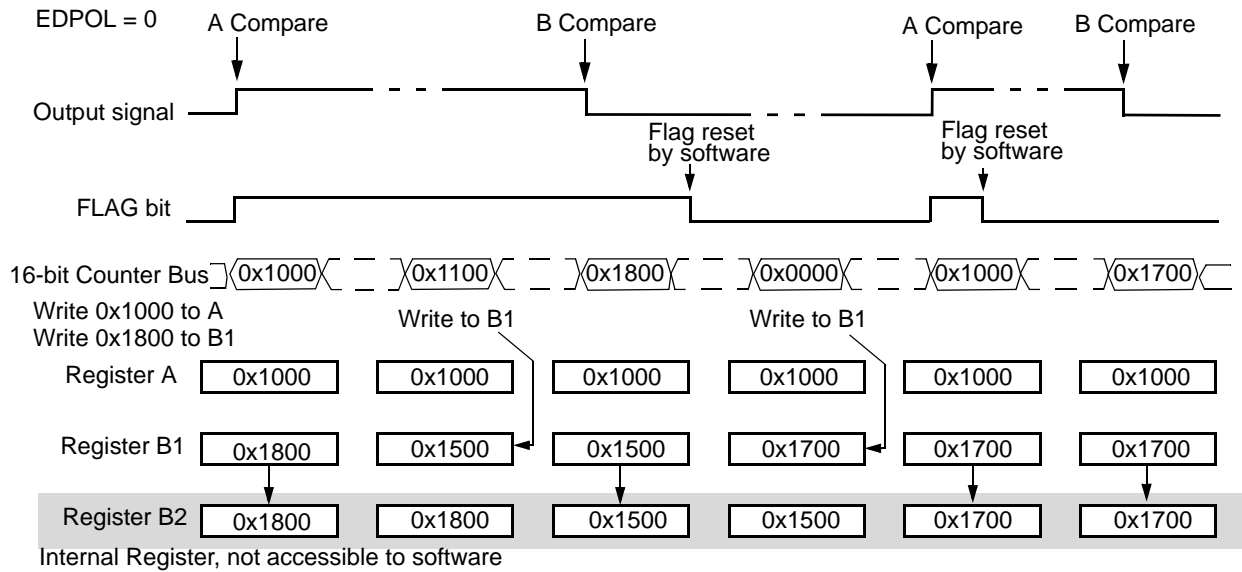 EDPOL = 0
A Compare
B Compare
A Compare
B Compare
Output signal
Flag reset
by software
Flag reset
by software
FLAG bit
16-bit Counter Bus 0x1000 0x1100 0x1800 0x0000 0x1000 0x1700
Write 0x1000 to A
Write 0x1800 to B1
Write to B1
Write to B1
Register A 0x1000 0x1000 0x1000 0x1000 0x1000 0x1000
Register B1 0x1800 0x1500 0x1500 0x1700 0x1700 0x1700
Register B2 0x1800 0x1800 0x1500 0x1500 0x1700 0x1700
Internal Register, not accessible to software